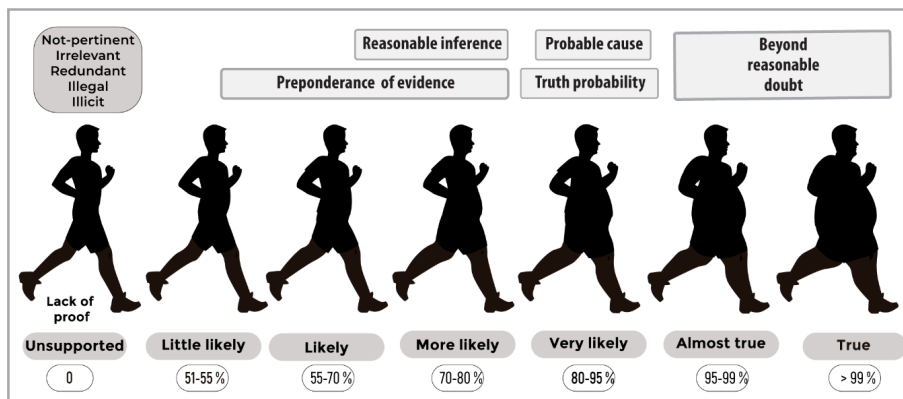 Not-pertinent
Irrelevant
Redundant
Illegal
Illicit
Reasonable inference
Probable cause
Beyond
reasonable
doubt
Preponderance of evidence
Truth probability
Lack of
proof
Unsupported
Little likely
Likely
More likely
Very likely
Almost true
True
0
51-55 %
55-70 %
70-80 %
80-95 %
95-99 %
> 99 %